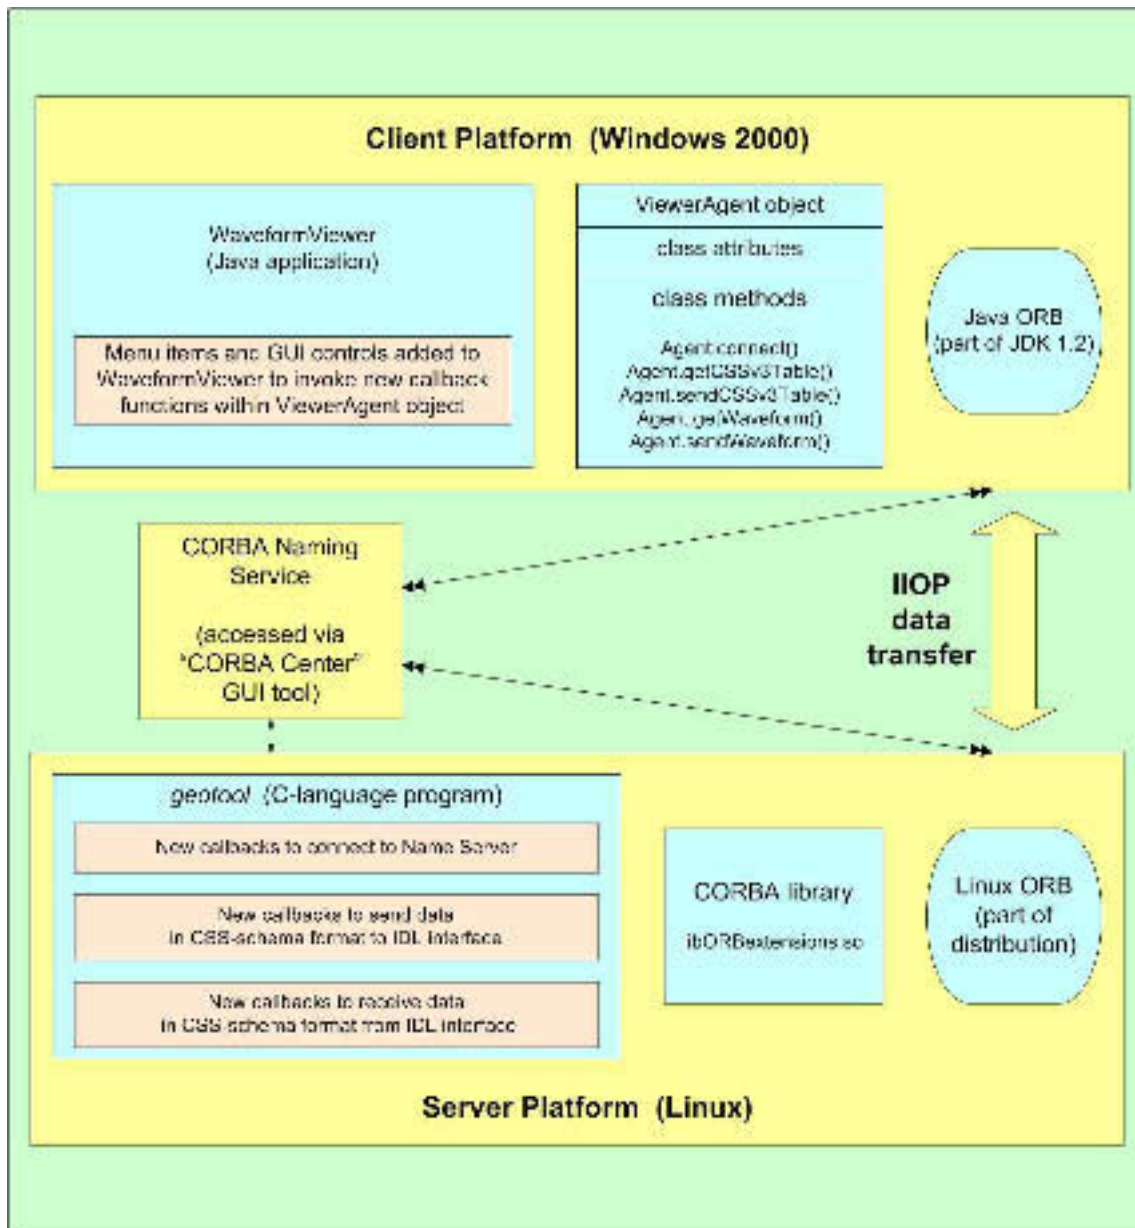 Client Platform (Windows 2000)
WaveformViewer
(Java application)
Menu items and GUI controls added to
WaveformViewer to invoke new callback
functions within ViewerAgent object
ViewerAgent object
class attributes
class methods
Agent.connect()
Agent.getCSSv3Table()
Agent.sendCSSv3Table()
Agent.getWaveform()
Agent.sendWaveform()
Java ORB
(part of JDK 1.2)
CORBA Naming
Service
(accessed via
"CORBA Center"
GUI tool)
IIOP
data
transfer
geotool (C-language program)
New callbacks to connect to Name Server
New callbacks to send data
in CSS-schema format to IDL interface
New callbacks to receive data
in CSS-schema format from IDL interface
CORBA library
libORBextensions.so
Linux ORB
(part of
distribution)
Server Platform (Linux)